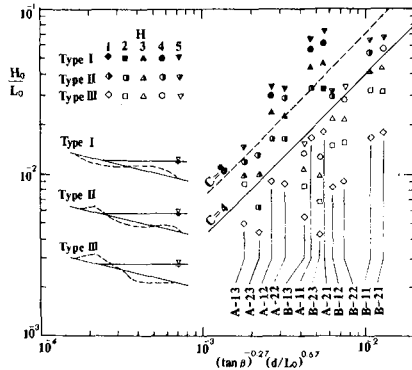 H
1 2 3 4 5
Type I
Type II
Type III
H₀/L₀
10⁻¹
10⁻²
10⁻³
Type I
Type II
Type III
A-13
A-23
A-12
A-22
B-13
A-11
B-23
A-21
B-12
B-22
B-11
B-21
10⁻⁴ 10⁻³ 10⁻²
(tan β)⁻⁰·²⁷ (d/L₀)⁰·⁶⁷